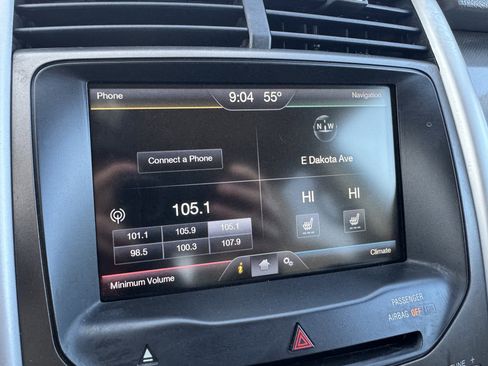 Phone
9:04 55°
Navigation
N W
Connect a Phone
E Dakota Ave
105.1
HI HI
101.1 105.9 105.1
98.5 100.3 107.9
Minimum Volume
i
Climate
PASSENGER
AIRBAG OFF
TUNE +